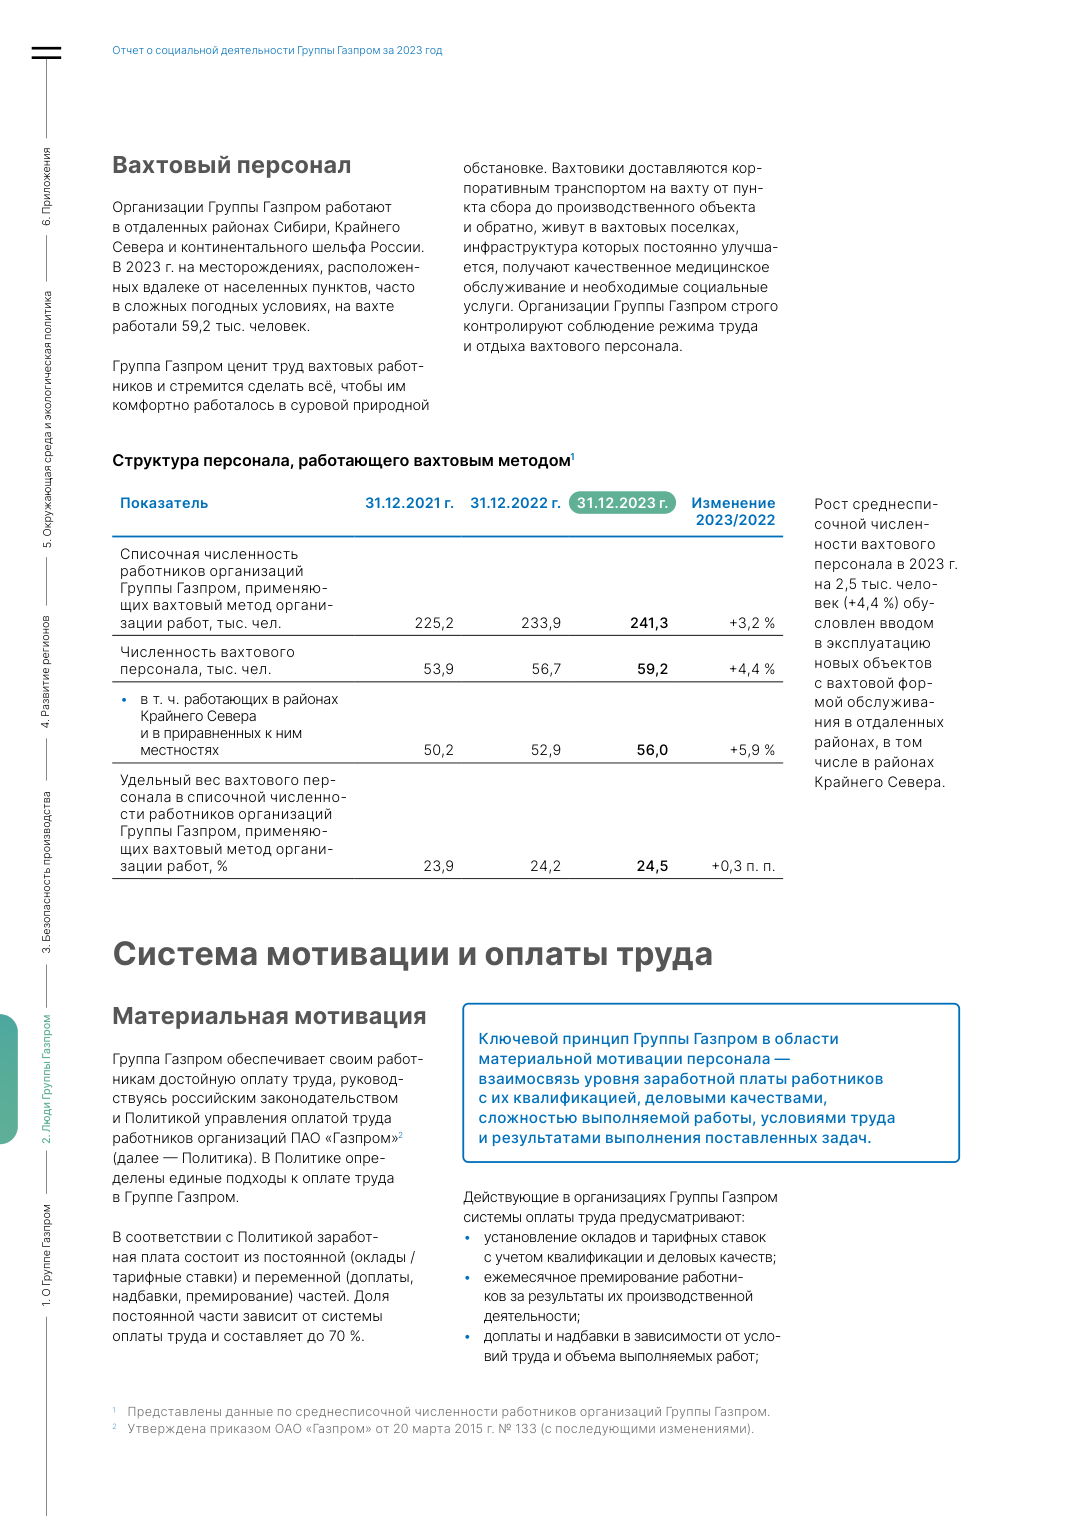 Отчет о социальной деятельности Группы Газпром за 2023 год
6. Приложения
5. Окружающая среда и экологическая политика
4. Развитие регионов
3. Безопасность производства
2. Люди Группы Газпром
1. О Группе Газпром
Вахтовый персонал
Организации Группы Газпром работают
в отдаленных районах Сибири, Крайнего
Севера и континентального шельфа России.
В 2023 г. на месторождениях, расположен-
ных вдалеке от населенных пунктов, часто
в сложных погодных условиях, на вахте
работали 59,2 тыс. человек.
Группа Газпром ценит труд вахтовых работ-
ников и стремится сделать всё, чтобы им
комфортно работалось в суровой природной
обстановке. Вахтовики доставляются кор-
поративным транспортом на вахту от пун-
кта сбора до производственного объекта
и обратно, живут в вахтовых поселках,
инфраструктура которых постоянно улучша-
ется, получают качественное медицинское
обслуживание и необходимые социальные
услуги. Организации Группы Газпром строго
контролируют соблюдение режима труда
и отдыха вахтового персонала.
Структура персонала, работающего вахтовым методом¹
Показатель 31.12.2021 г. 31.12.2022 г. 31.12.2023 г. Изменение
2023/2022
Списочная численность
работников организаций
Группы Газпром, применяю-
щих вахтовый метод органи-
зации работ, тыс. чел. 225,2 233,9 241,3 +3,2 %
Численность вахтового
персонала, тыс. чел. 53,9 56,7 59,2 +4,4 %
• в т. ч. работающих в районах
Крайнего Севера
и в приравненных к ним
местностях 50,2 52,9 56,0 +5,9 %
Удельный вес вахтового пер-
сонала в списочной численно-
сти работников организаций
Группы Газпром, применяю-
щих вахтовый метод органи-
зации работ, % 23,9 24,2 24,5 +0,3 п. п.
Рост среднеспи-
сочной числен-
ности вахтового
персонала в 2023 г.
на 2,5 тыс. чело-
век (+4,4 %) обу-
словлен вводом
в эксплуатацию
новых объектов
с вахтовой фор-
мой обслужива-
ния в отдаленных
районах, в том
числе в районах
Крайнего Севера.
Система мотивации и оплаты труда
Материальная мотивация
Группа Газпром обеспечивает своим работ-
никам достойную оплату труда, руковод-
ствуясь российским законодательством
и Политикой управления оплатой труда
работников организаций ПАО «Газпром»²
(далее — Политика). В Политике опре-
делены единые подходы к оплате труда
в Группе Газпром.
В соответствии с Политикой заработ-
ная плата состоит из постоянной (оклады /
тарифные ставки) и переменной (доплаты,
надбавки, премирование) частей. Доля
постоянной части зависит от системы
оплаты труда и составляет до 70 %.
Ключевой принцип Группы Газпром в области
материальной мотивации персонала —
взаимосвязь уровня заработной платы работников
с их квалификацией, деловыми качествами,
сложностью выполняемой работы, условиями труда
и результатами выполнения поставленных задач.
Действующие в организациях Группы Газпром
системы оплаты труда предусматривают:
• установление окладов и тарифных ставок
с учетом квалификации и деловых качеств;
• ежемесячное премирование работни-
ков за результаты их производственной
деятельности;
• доплаты и надбавки в зависимости от усло-
вий труда и объема выполняемых работ;
¹ Представлены данные по среднесписочной численности работников организаций Группы Газпром.
² Утверждена приказом ОАО «Газпром» от 20 марта 2015 г. № 133 (с последующими изменениями).